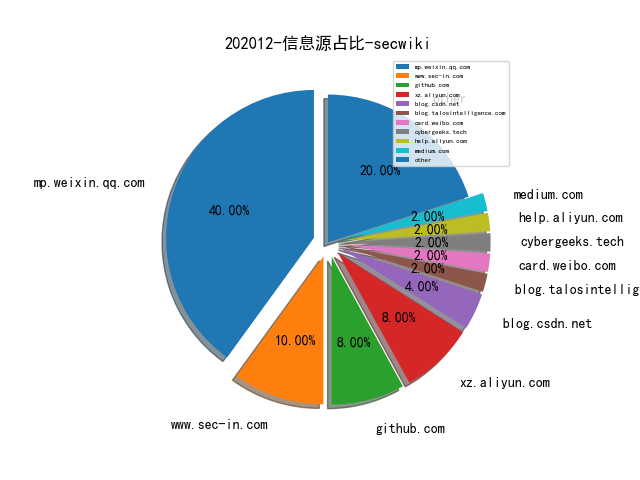 202012-信息源占比-secwiki
mp.weixin.qq.com
www.sec-in.com
github.com
xz.aliyun.com
blog.csdn.net
blog.talosintelligence.com
card.weibo.com
cybergeeks.tech
help.aliyun.com
medium.com
other
other
20.00%
mp.weixin.qq.com
40.00%
medium.com
2.00%
help.aliyun.com
2.00%
cybergeeks.tech
2.00%
card.weibo.com
2.00%
blog.talosintellig
2.00%
blog.csdn.net
4.00%
xz.aliyun.com
8.00%
github.com
8.00%
www.sec-in.com
10.00%